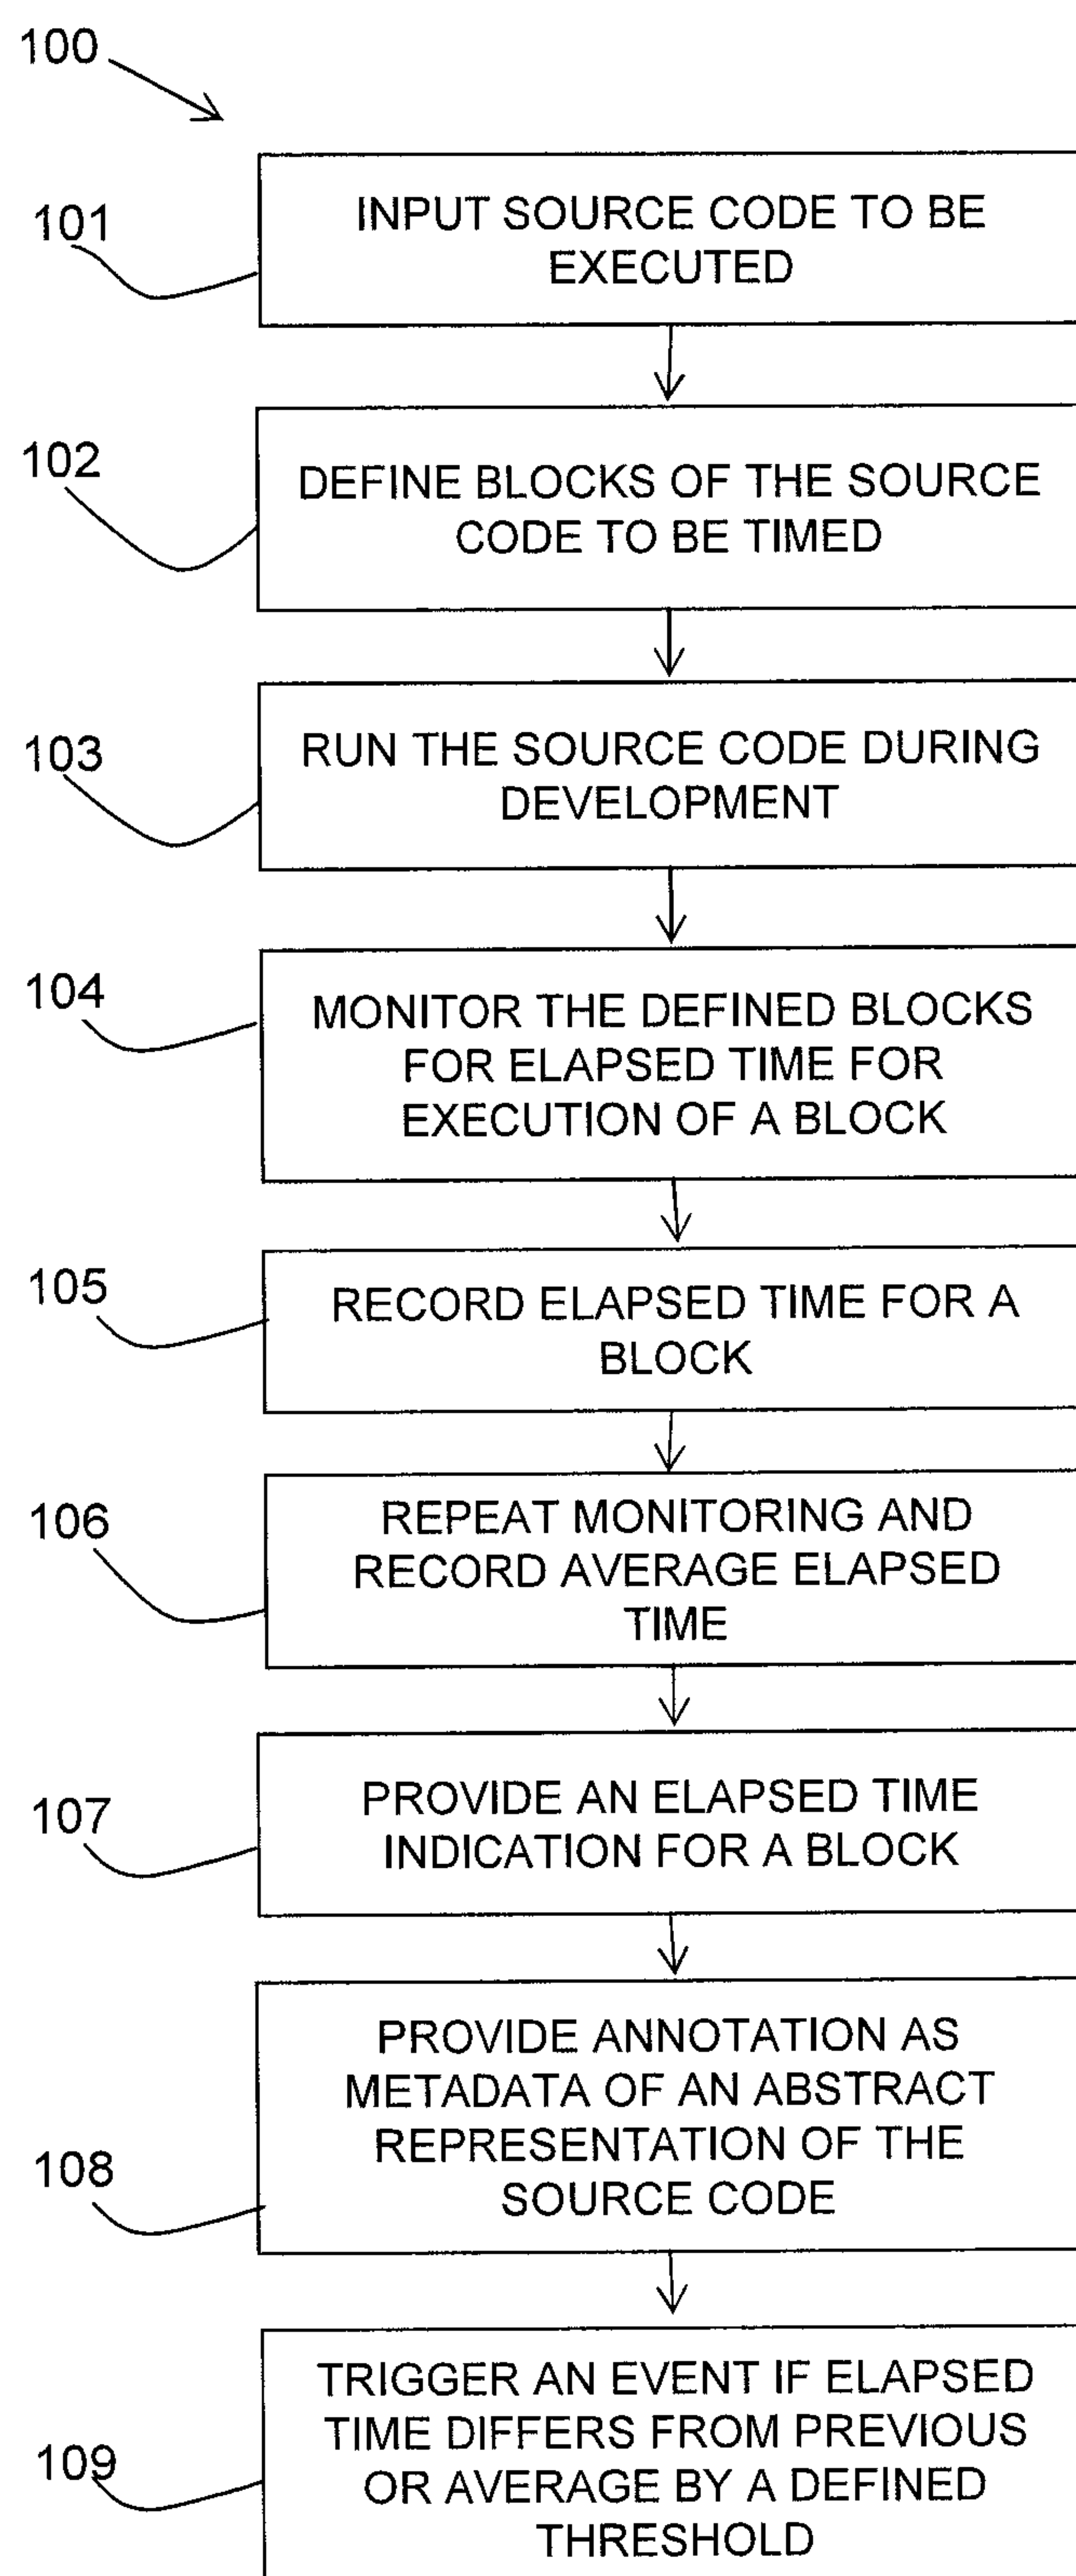 100
101
INPUT SOURCE CODE TO BE
EXECUTED
102
DEFINE BLOCKS OF THE SOURCE
CODE TO BE TIMED
103
RUN THE SOURCE CODE DURING
DEVELOPMENT
104
MONITOR THE DEFINED BLOCKS
FOR ELAPSED TIME FOR
EXECUTION OF A BLOCK
105
RECORD ELAPSED TIME FOR A
BLOCK
106
REPEAT MONITORING AND
RECORD AVERAGE ELAPSED
TIME
107
PROVIDE AN ELAPSED TIME
INDICATION FOR A BLOCK
108
PROVIDE ANNOTATION AS
METADATA OF AN ABSTRACT
REPRESENTATION OF THE
SOURCE CODE
109
TRIGGER AN EVENT IF ELAPSED
TIME DIFFERS FROM PREVIOUS
OR AVERAGE BY A DEFINED
THRESHOLD